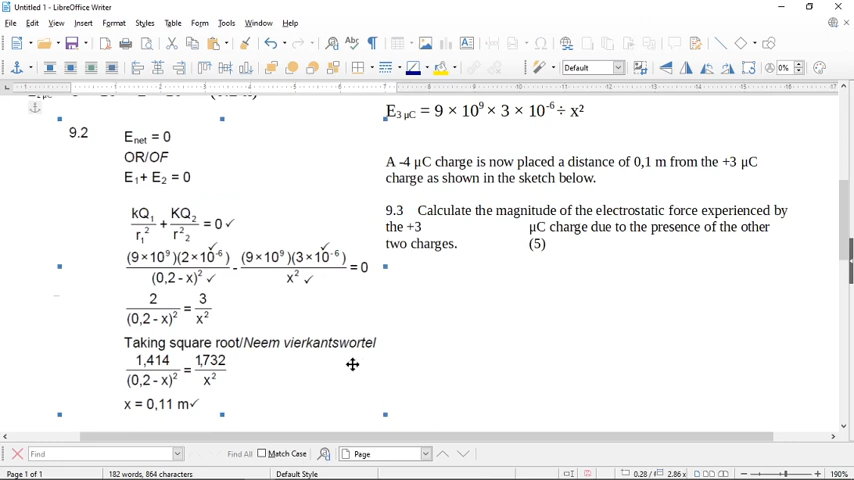 Untitled 1 - LibreOffice Writer
File Edit View Insert Format Styles Table Form Tools Window Help
Default
0%
9.2
E_net = 0
OR/OF
E₁+ E₂ = 0
kQ₁/r₁² + KQ₂/r²₂ = 0 ✓
(9×10⁹)(2×10⁻⁶)/(0,2 - x)² ✓ - (9×10⁹)(3×10⁻⁶)/x² ✓ = 0
2/(0,2 - x)² = 3/x²
Taking square root/Neem vierkantswortel
1,414/(0,2 - x)² = 1,732/x²
x = 0,11 m✓
E₃ μC = 9 × 10⁹ × 3 × 10⁻⁶ ÷ x²
A -4 μC charge is now placed a distance of 0,1 m from the +3 μC
charge as shown in the sketch below.
9.3 Calculate the magnitude of the electrostatic force experienced by
the +3 μC charge due to the presence of the other
two charges. (5)
Find
Find All
Match Case
Page
Page 1 of 1
182 words, 864 characters
Default Style
0.28 /
2.86 x
190%